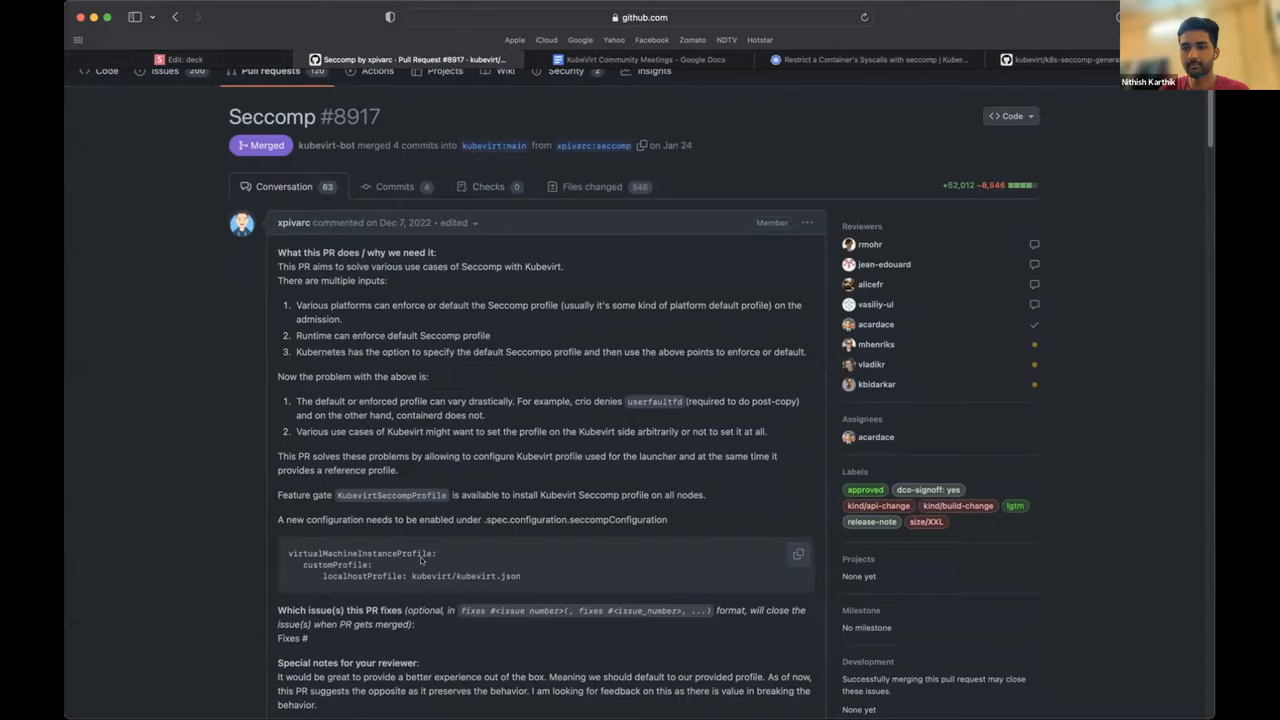 github.com
Apple iCloud Google Yahoo Facebook Zomato NDTV Hotstar
Edit: deck
Seccomp by xpivarc · Pull Request #8917 · kubevirt/...
KubeVirt Community Meetings - Google Docs
Restrict a Container's Syscalls with seccomp | Kuber...
kubevirt/k8s-seccomp-genera
Nithish Karthik
Code Issues 200 Pull requests 120 Actions Projects Wiki Security 2 Insights
Seccomp #8917
Code
Merged kubevirt-bot merged 4 commits into kubevirt:main from xpivarc:seccomp on Jan 24
Conversation 63 Commits 4 Checks 0 Files changed 546
+52,012 −8,546
xpivarc commented on Dec 7, 2022 • edited
Member
What this PR does / why we need it:
This PR aims to solve various use cases of Seccomp with Kubevirt.
There are multiple inputs:
1. Various platforms can enforce or default the Seccomp profile (usually it's some kind of platform default profile) on the
admission.
2. Runtime can enforce default Seccomp profile
3. Kubernetes has the option to specify the default Seccompo profile and then use the above points to enforce or default.
Now the problem with the above is:
1. The default or enforced profile can vary drastically. For example, crio denies userfaultfd (required to do post-copy)
and on the other hand, containerd does not.
2. Various use cases of Kubevirt might want to set the profile on the Kubevirt side arbitrarily or not to set it at all.
This PR solves these problems by allowing to configure Kubevirt profile used for the launcher and at the same time it
provides a reference profile.
Feature gate KubevirtSeccompProfile is available to install Kubevirt Seccomp profile on all nodes.
A new configuration needs to be enabled under .spec.configuration.seccompConfiguration
virtualMachineInstanceProfile:
customProfile:
localhostProfile: kubevirt/kubevirt.json
Which issue(s) this PR fixes (optional, in fixes #<issue number>(, fixes #<issue_number>, ...) format, will close the
issue(s) when PR gets merged):
Fixes #
Special notes for your reviewer:
It would be great to provide a better experience out of the box. Meaning we should default to our provided profile. As of now,
this PR suggests the opposite as it preserves the behavior. I am looking for feedback on this as there is value in breaking the
behavior.
Reviewers
rmohr
jean-edouard
alicefr
vasiliy-ul
acardace
mhenriks
vladikr
kbidarkar
Assignees
acardace
Labels
approved dco-signoff: yes
kind/api-change kind/build-change lgtm
release-note size/XXL
Projects
None yet
Milestone
No milestone
Development
Successfully merging this pull request may close
these issues.
None yet